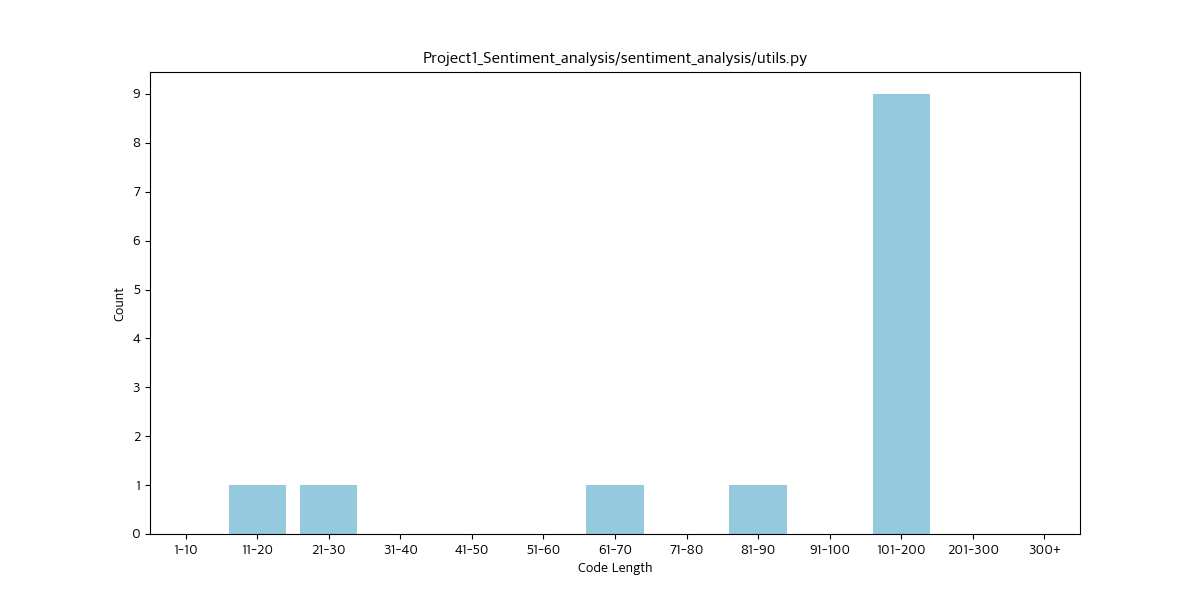 Project1_Sentiment_analysis/sentiment_analysis/utils.py
9
8
7
6
5
4
3
2
1
0
Count
1-10 11-20 21-30 31-40 41-50 51-60 61-70 71-80 81-90 91-100 101-200 201-300 300+
Code Length